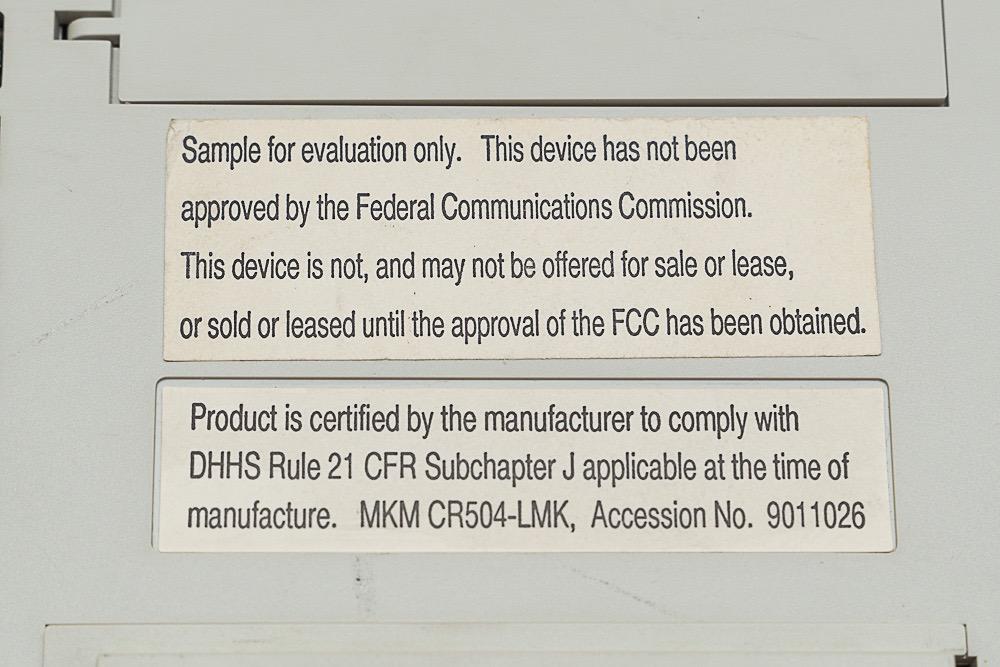 Sample for evaluation only. This device has not been
approved by the Federal Communications Commission.
This device is not, and may not be offered for sale or lease,
or sold or leased until the approval of the FCC has been obtained.
Product is certified by the manufacturer to comply with
DHHS Rule 21 CFR Subchapter J applicable at the time of
manufacture. MKM CR504-LMK, Accession No. 9011026